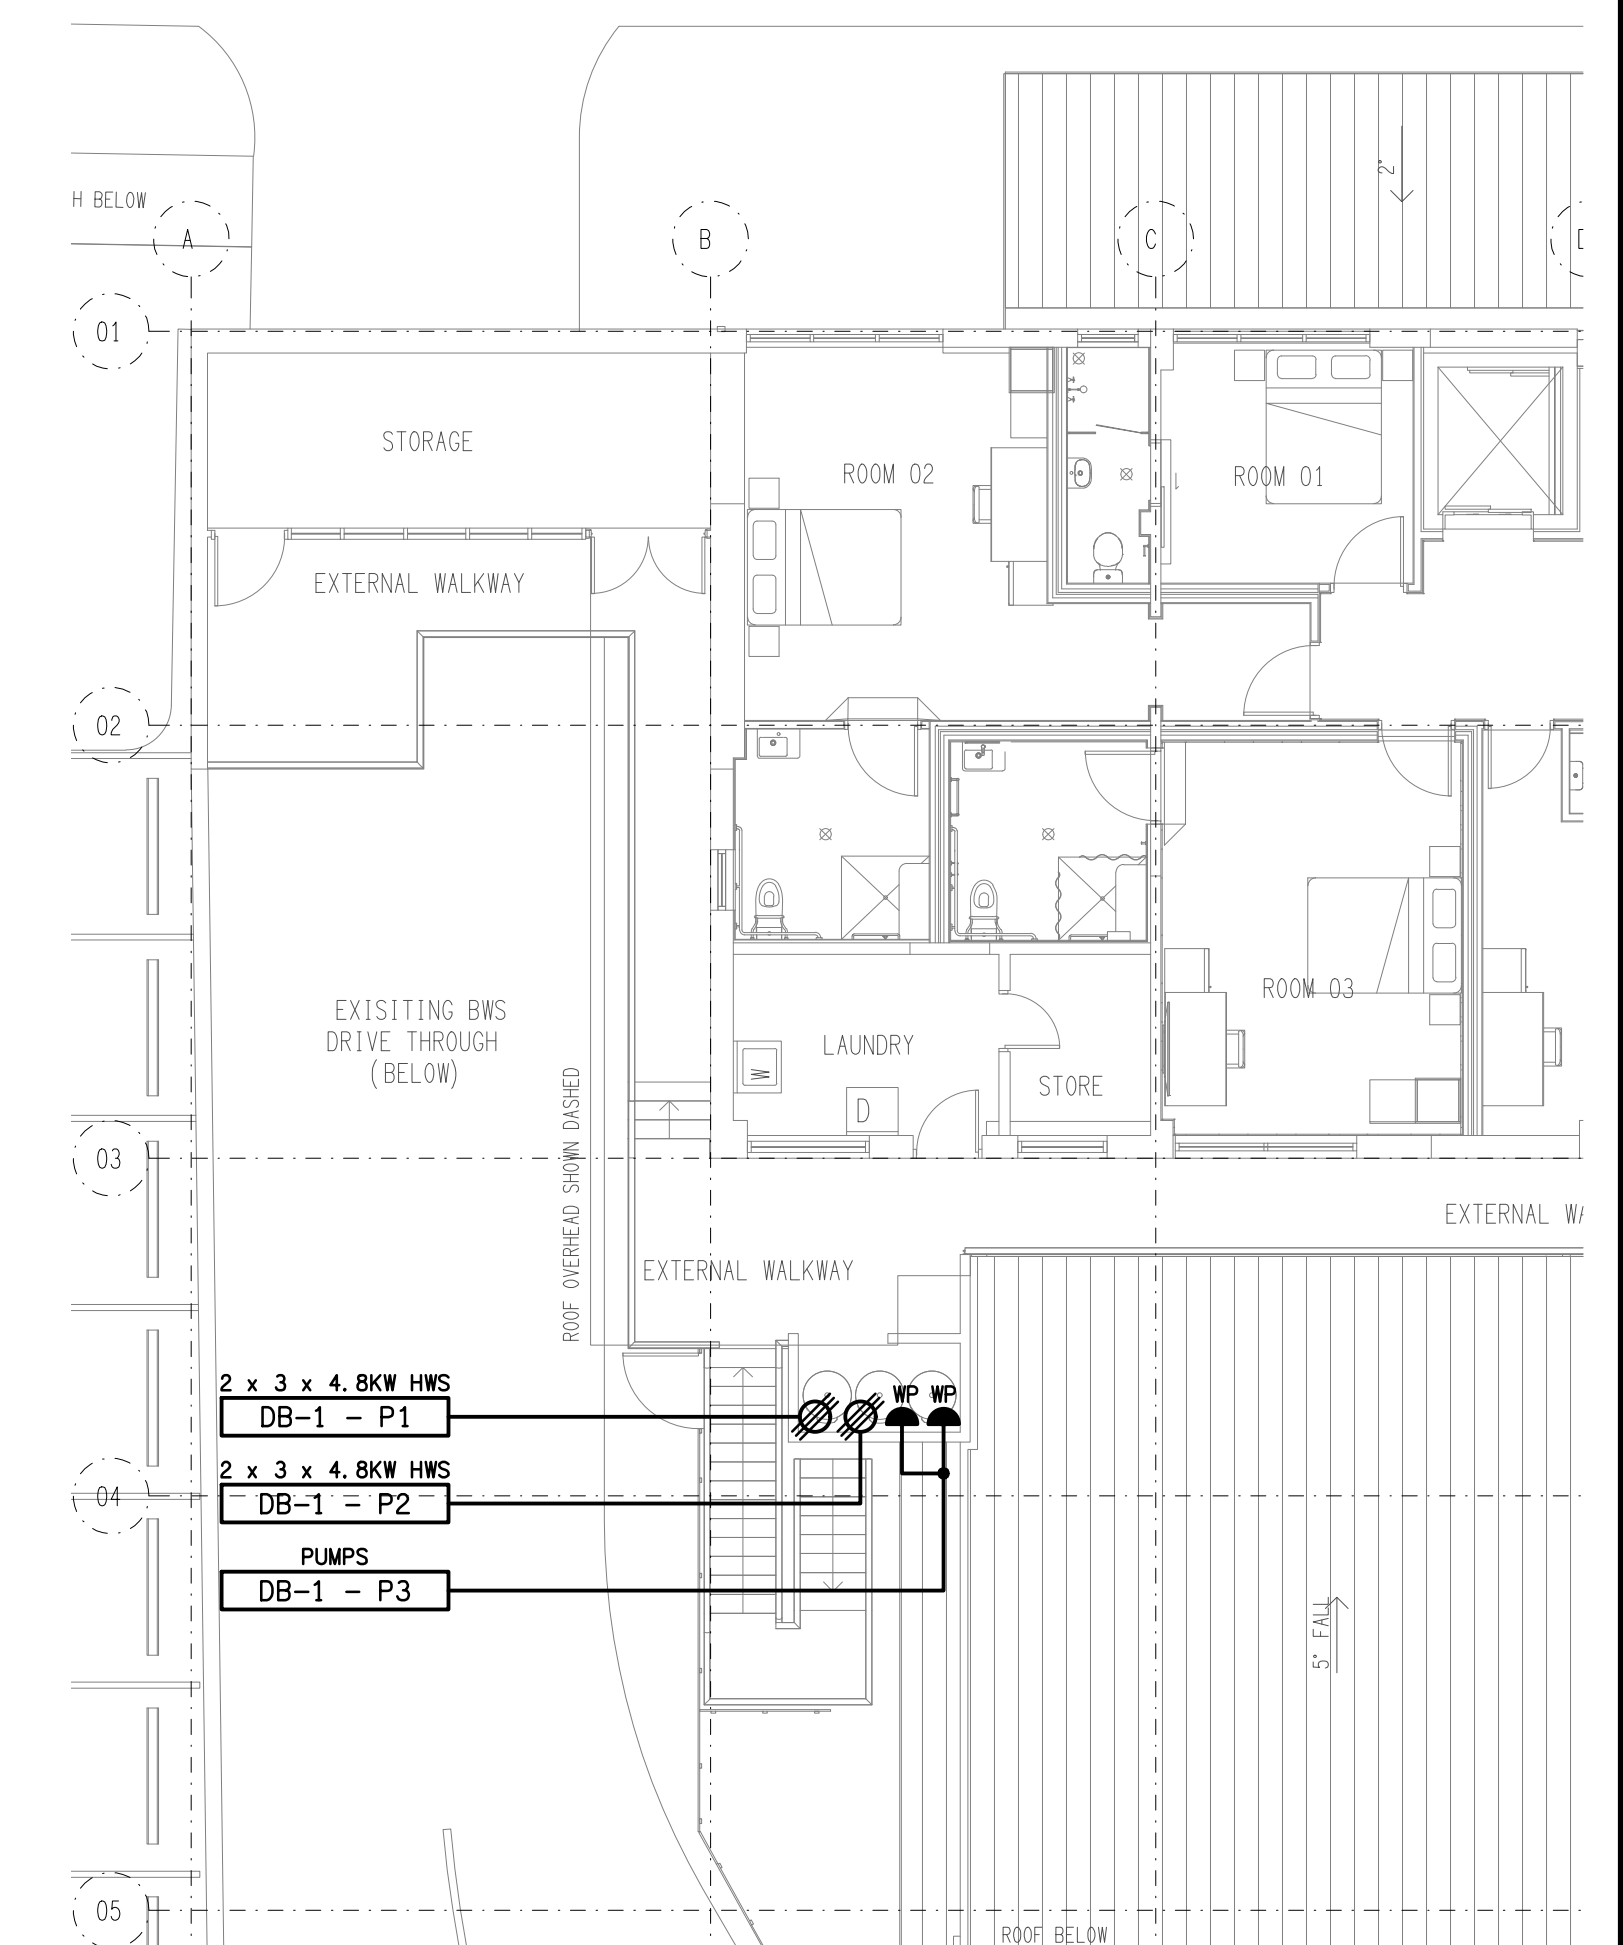 H BELOW
A
B
C
2°
01
STORAGE
ROOM 02
ROOM 01
EXTERNAL WALKWAY
02
EXISITING BWS
DRIVE THROUGH
(BELOW)
ROOM 03
LAUNDRY
W
D
STORE
ROOF OVERHEAD SHOWN DASHED
03
EXTERNAL WA
EXTERNAL WALKWAY
2 x 3 x 4.8KW HWS
DB-1 - P1
WP WP
2 x 3 x 4.8KW HWS
04
DB-1 - P2
PUMPS
DB-1 - P3
5° FALL
05
ROOF BELOW